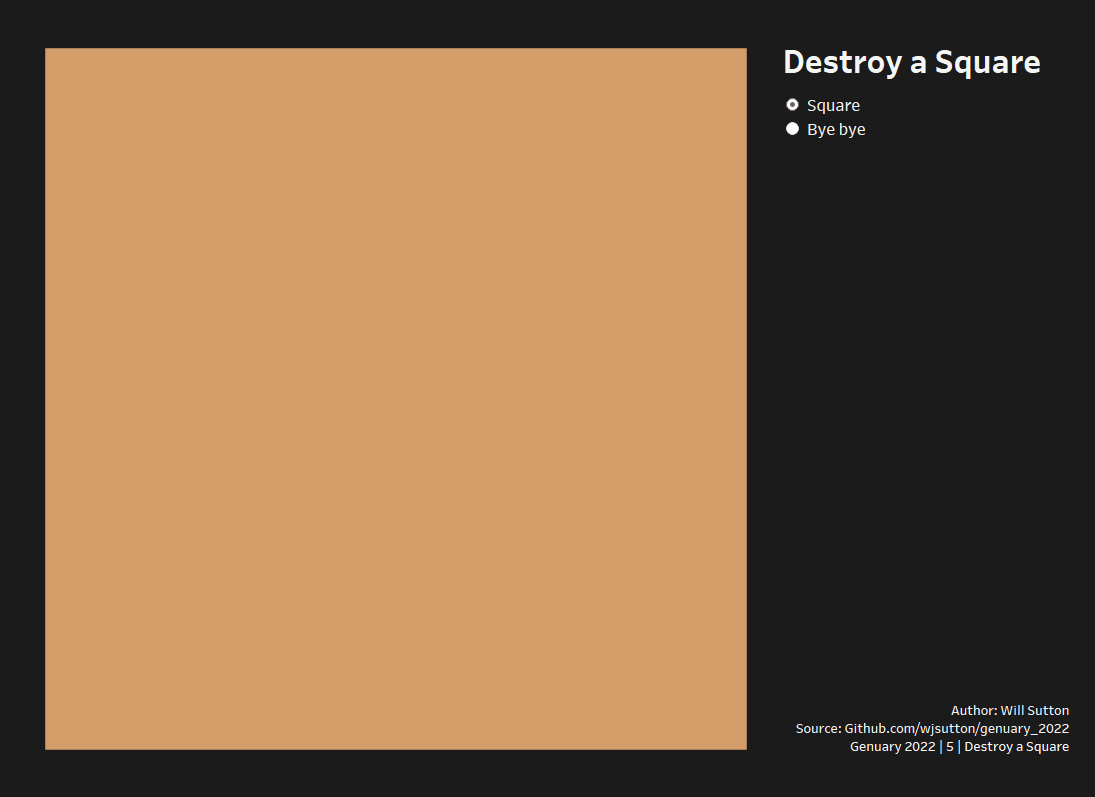 Destroy a Square
Square
Bye bye
Author: Will Sutton
Source: Github.com/wjsutton/genuary_2022
Genuary 2022 | 5 | Destroy a Square